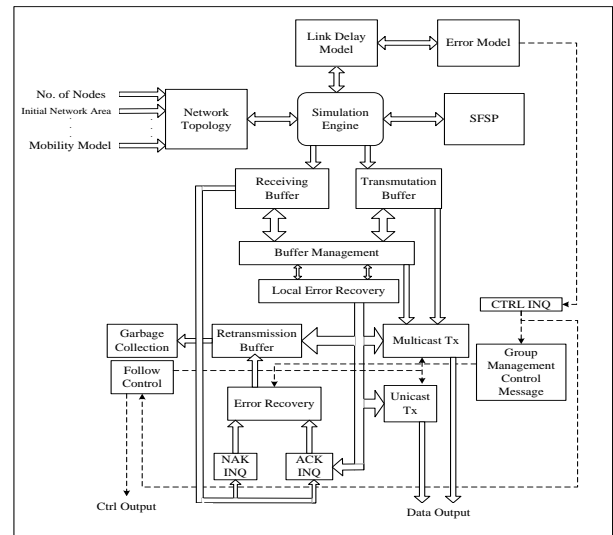 Link Delay
Model
Error Model
No. of Nodes
Initial Network Area
.
.
.
.
Mobility Model
Network
Topology
Simulation
Engine
SFSP
Receiving
Buffer
Transmutation
Buffer
Buffer Management
Local Error Recovery
CTRL INQ
Garbage
Collection
Retransmission
Buffer
Multicast Tx
Group
Management
Control
Message
Follow
Control
Error Recovery
Unicast
Tx
NAK
INQ
ACK
INQ
Ctrl Output
Data Output